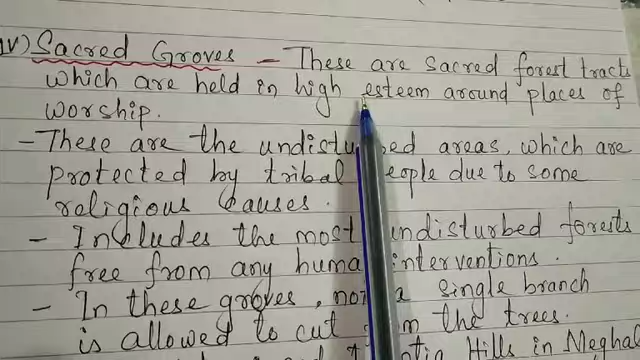 IV) Sacred Groves - These are sacred forest tracts
which are held in high esteem around places of
worship.
- These are the undisturbed areas, which are
protected by tribal people due to some
religious causes.
- Includes the most undisturbed forests
free from any human interventions.
- In these groves, not a single branch
is allowed to cut from the trees.
Hills in Megha